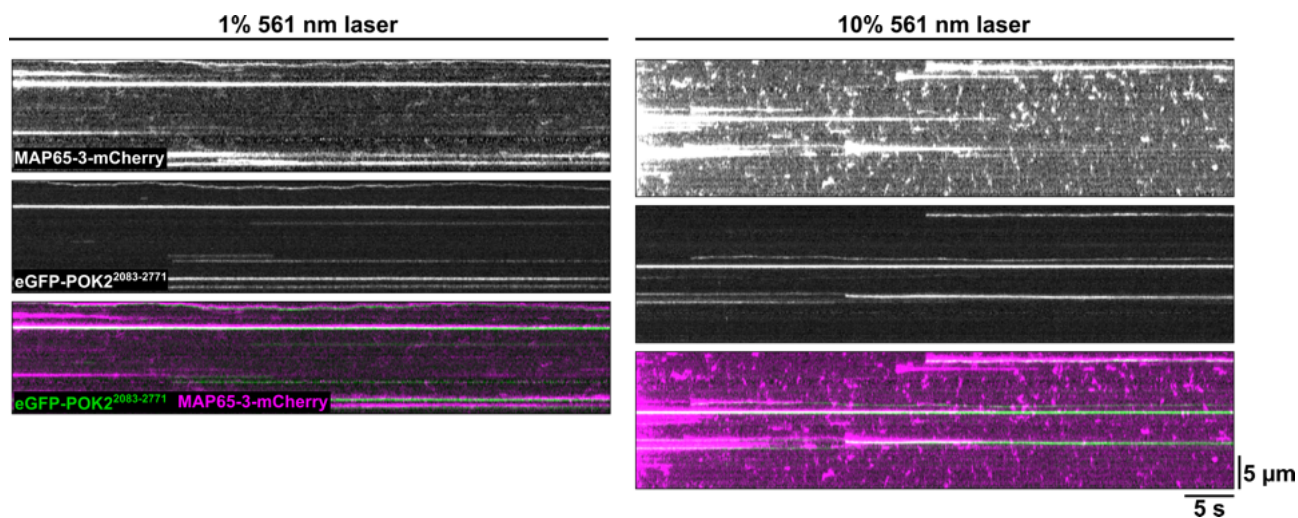 1% 561 nm laser
10% 561 nm laser
MAP65-3-mCherry
eGFP-POK2²⁰⁸³⁻²⁷⁷¹
eGFP-POK2²⁰⁸³⁻²⁷⁷¹ MAP65-3-mCherry
5 µm
5 s